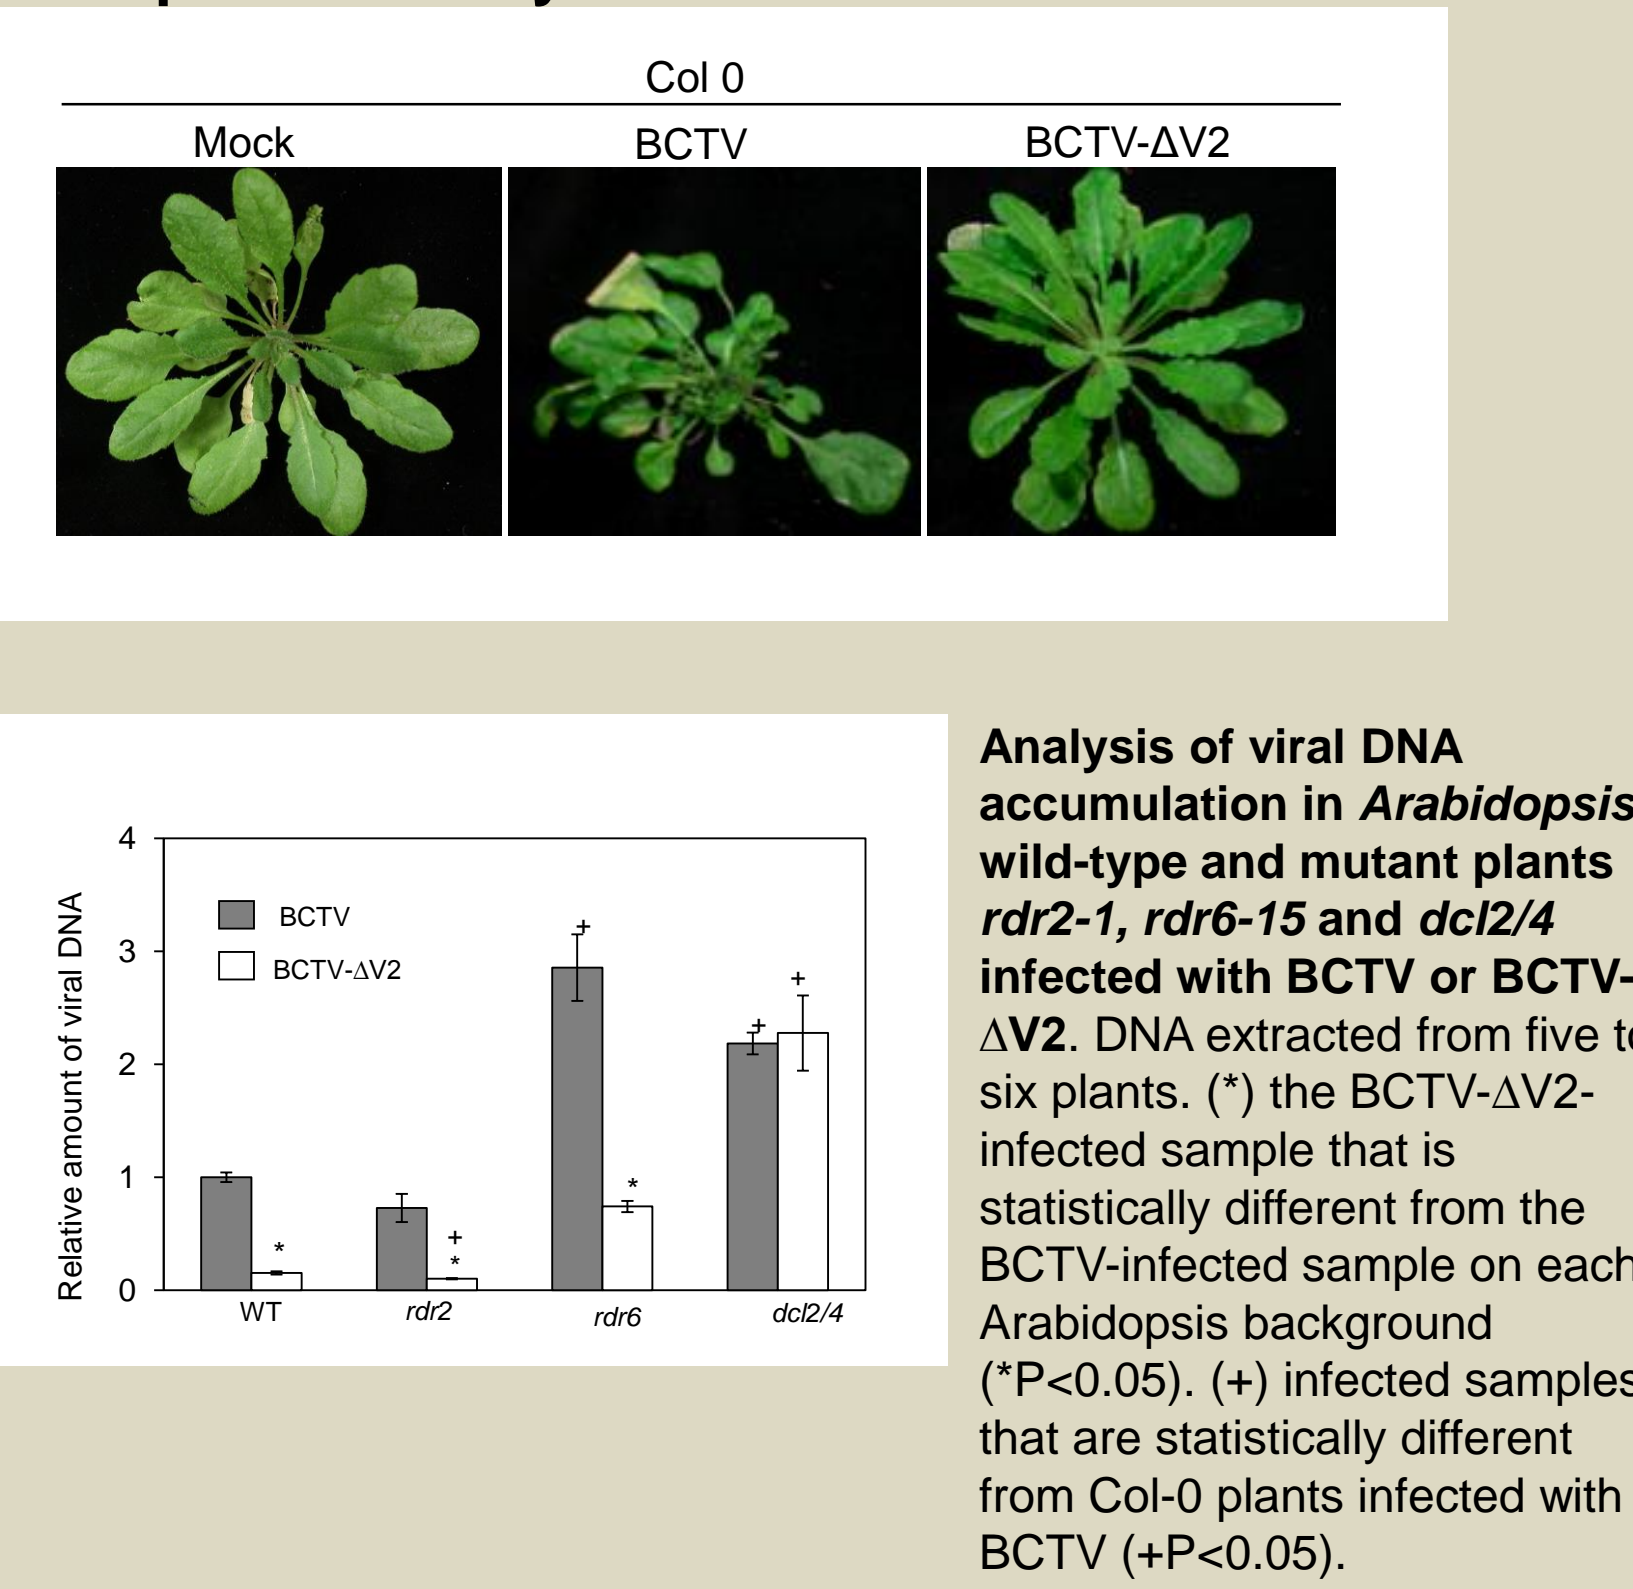 Col 0
Mock BCTV BCTV-ΔV2
4
3
2
1
0
Relative amount of viral DNA
BCTV
BCTV-ΔV2
+
+
+
*
+
*
*
WT rdr2 rdr6 dcl2/4
Analysis of viral DNA
accumulation in Arabidopsis
wild-type and mutant plants
rdr2-1, rdr6-15 and dcl2/4
infected with BCTV or BCTV-
ΔV2. DNA extracted from five to
six plants. (*) the BCTV-ΔV2-
infected sample that is
statistically different from the
BCTV-infected sample on each
Arabidopsis background
(*P<0.05). (+) infected samples
that are statistically different
from Col-0 plants infected with
BCTV (+P<0.05).